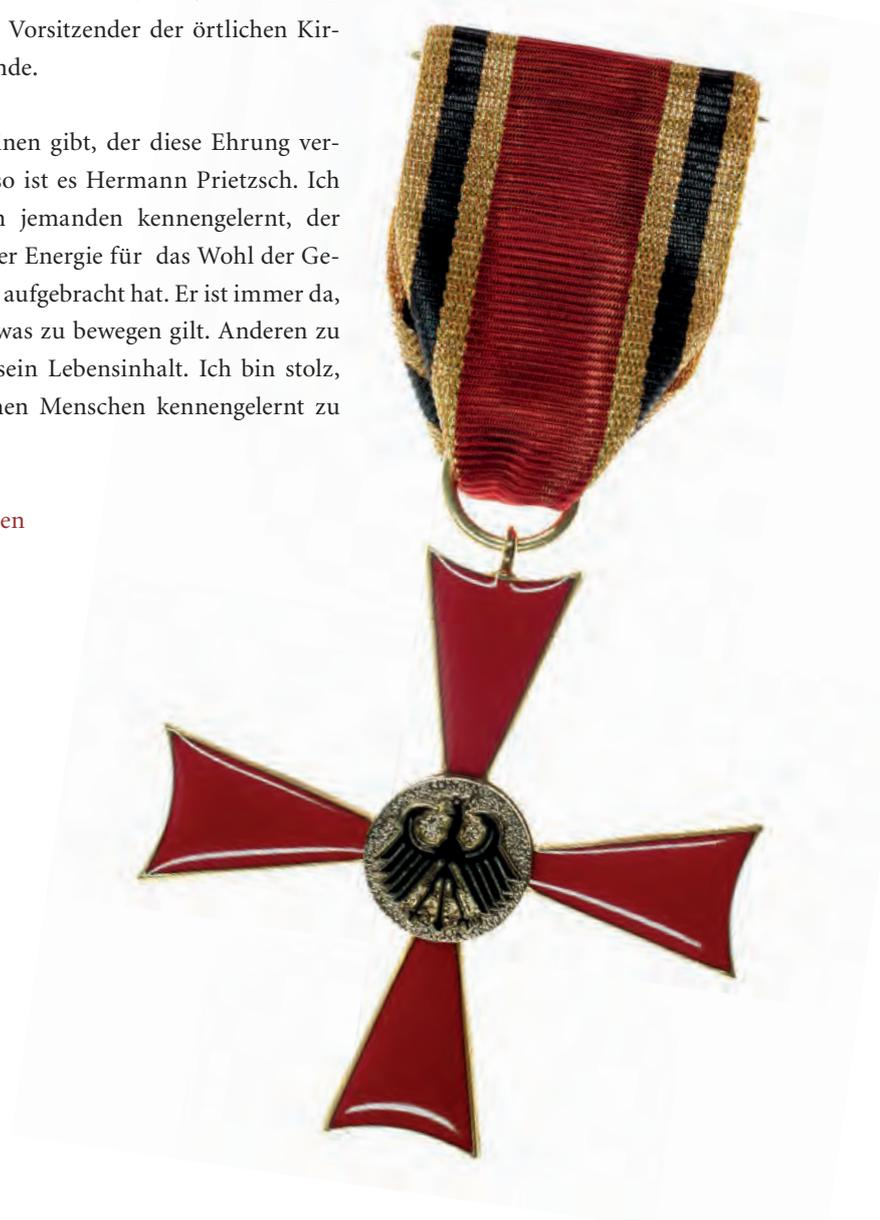 Vorsitzender der örtlichen Kir-
nde.
nen gibt, der diese Ehrung ver-
so ist es Hermann Prietzsch. Ich
n jemanden kennengelernt, der
er Energie für das Wohl der Ge-
aufgebracht hat. Er ist immer da,
was zu bewegen gilt. Anderen zu
sein Lebensinhalt. Ich bin stolz,
nen Menschen kennengelernt zu
en